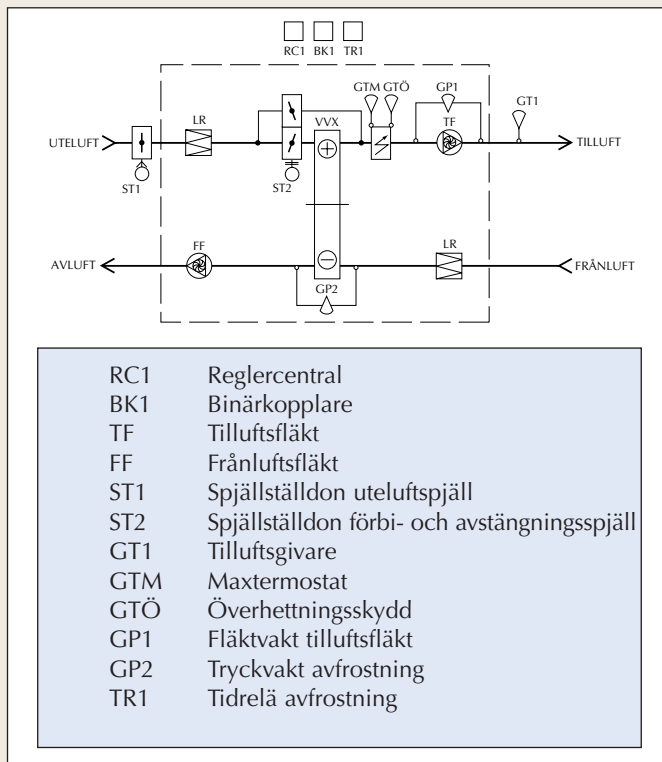 RC1 BK1 TR1
GTM GTÖ GP1
LR VVX TF GT1
UTELUFT TILLUFT
ST1 ST2
FF LR
AVLUFT FRÅNLUFT
GP2
RC1 Reglercentral
BK1 Binärkopplare
TF Tilluftsfläkt
FF Frånluftsfläkt
ST1 Spjällställdon uteluftspjäll
ST2 Spjällställdon förbi- och avstängningsspjäll
GT1 Tilluftsgivare
GTM Maxtermostat
GTÖ Överhettningsskydd
GP1 Fläktvakt tilluftsfläkt
GP2 Tryckvakt avfrostning
TR1 Tidrelä avfrostning